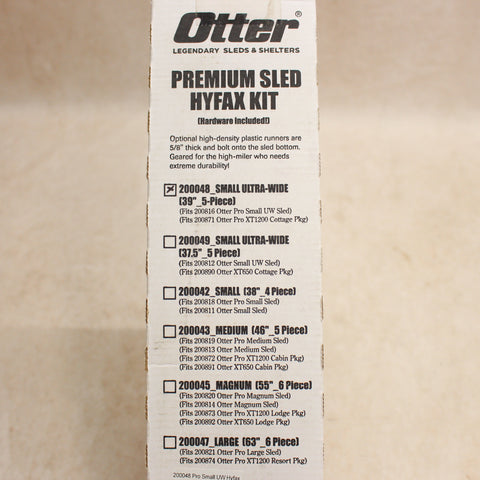 Otter®
LEGENDARY SLEDS & SHELTERS
PREMIUM SLED
HYFAX KIT
(Hardware Included!)
Optional high-density plastic runners are
5/8" thick and bolt onto the sled bottom.
Geared for the high-miler who needs
extreme durability!
200048_SMALL ULTRA-WIDE
(39"_5-Piece)
(Fits 200816 Otter Pro Small UW Sled)
(Fits 200871 Otter Pro XT1200 Cottage Pkg)
200049_SMALL ULTRA-WIDE
(37.5"_5 Piece)
(Fits 200812 Otter Small UW Sled)
(Fits 200890 Otter XT650 Cottage Pkg)
200042_SMALL (38"_4 Piece)
(Fits 200818 Otter Pro Small Sled)
(Fits 200811 Otter Small Sled)
200043_MEDIUM (46"_5 Piece)
(Fits 200819 Otter Pro Medium Sled)
(Fits 200813 Otter Medium Sled)
(Fits 200872 Otter Pro XT1200 Cabin Pkg)
(Fits 200891 Otter XT650 Cabin Pkg)
200045_MAGNUM (55"_6 Piece)
(Fits 200820 Otter Pro Magnum Sled)
(Fits 200814 Otter Magnum Sled)
(Fits 200873 Otter Pro XT1200 Lodge Pkg)
(Fits 200892 Otter XT650 Lodge Pkg)
200047_LARGE (63"_6 Piece)
(Fits 200821 Otter Pro Large Sled)
(Fits 200874 Otter Pro XT1200 Resort Pkg)
200048 Pro Small UW Hyfax